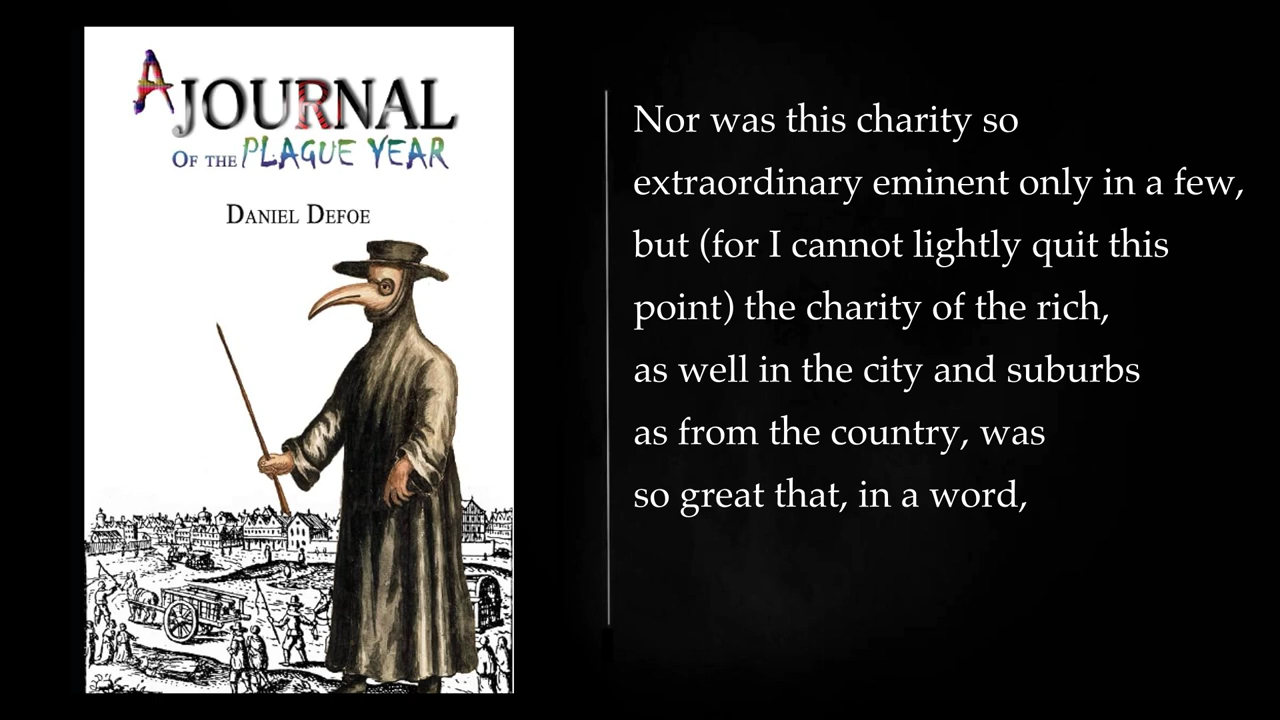 A JOURNAL
OF THE PLAGUE YEAR
DANIEL DEFOE
Nor was this charity so
extraordinary eminent only in a few,
but (for I cannot lightly quit this
point) the charity of the rich,
as well in the city and suburbs
as from the country, was
so great that, in a word,